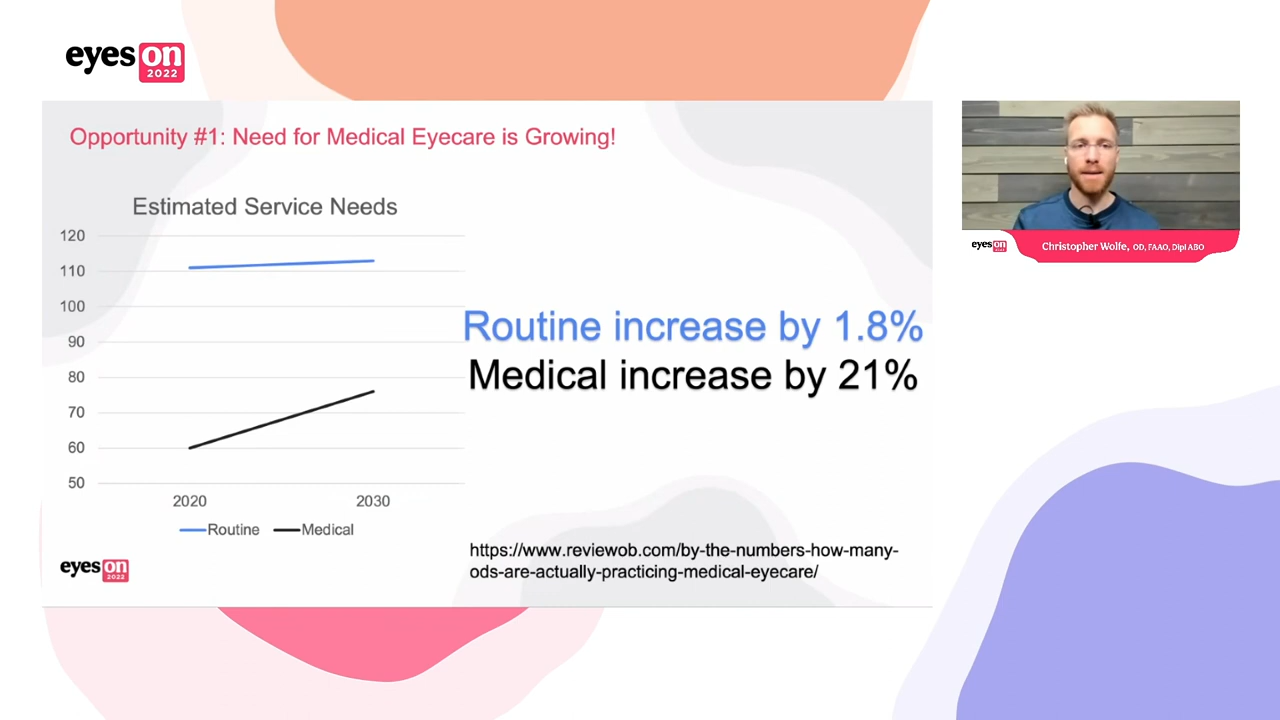 eyes on
2022
Opportunity #1: Need for Medical Eyecare is Growing!
Estimated Service Needs
120
110
100
90
80
70
60
50
2020 2030
Routine Medical
Routine increase by 1.8%
Medical increase by 21%
https://www.reviewob.com/by-the-numbers-how-many-
ods-are-actually-practicing-medical-eyecare/
eyes on
2022
eyes on
2022
Christopher Wolfe, OD, FAAO, Dipl ABO